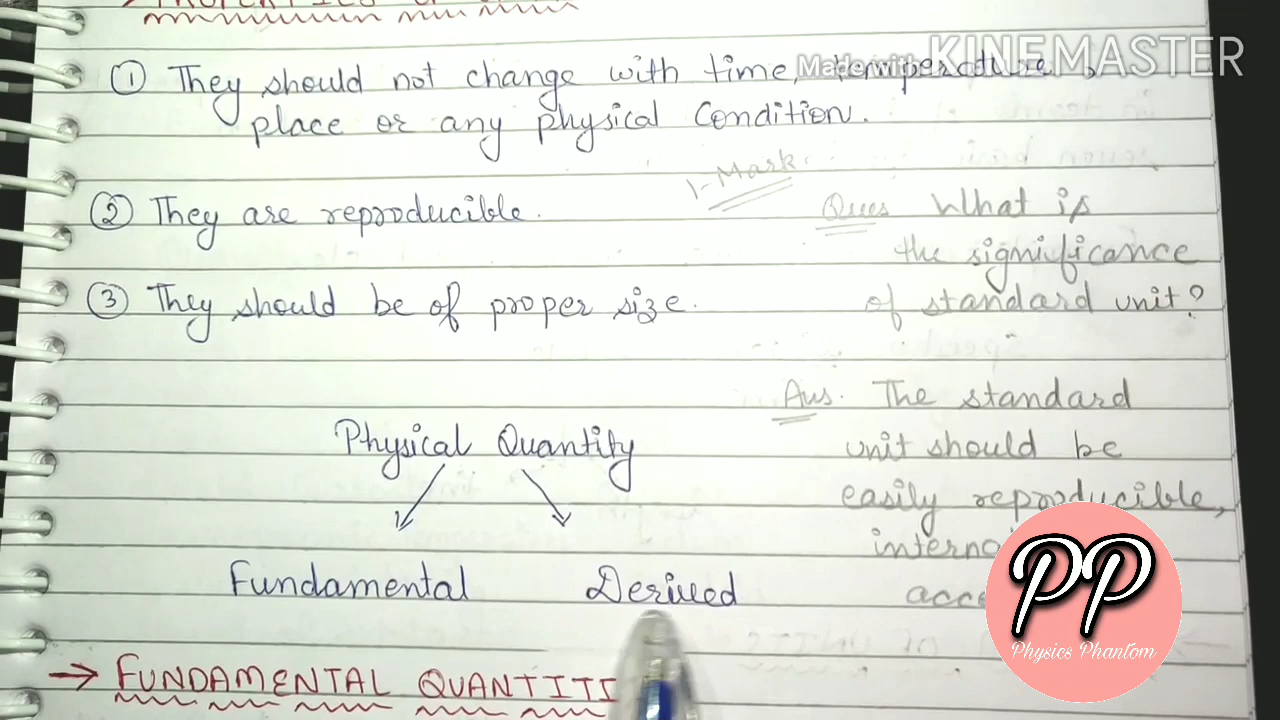 PROPERTIES OF
① They should not change with time, temperature
place or any physical Condition.
1-Mark.
② They are reproducible.
③ They should be of proper size.
Ques What is
the significance
of standard unit?
Ans. The standard
unit should be
easily reproducible,
Physical Quantity
Fundamental Derived
→ FUNDAMENTAL
Made with KINEMASTER
PP
Physics Phantom